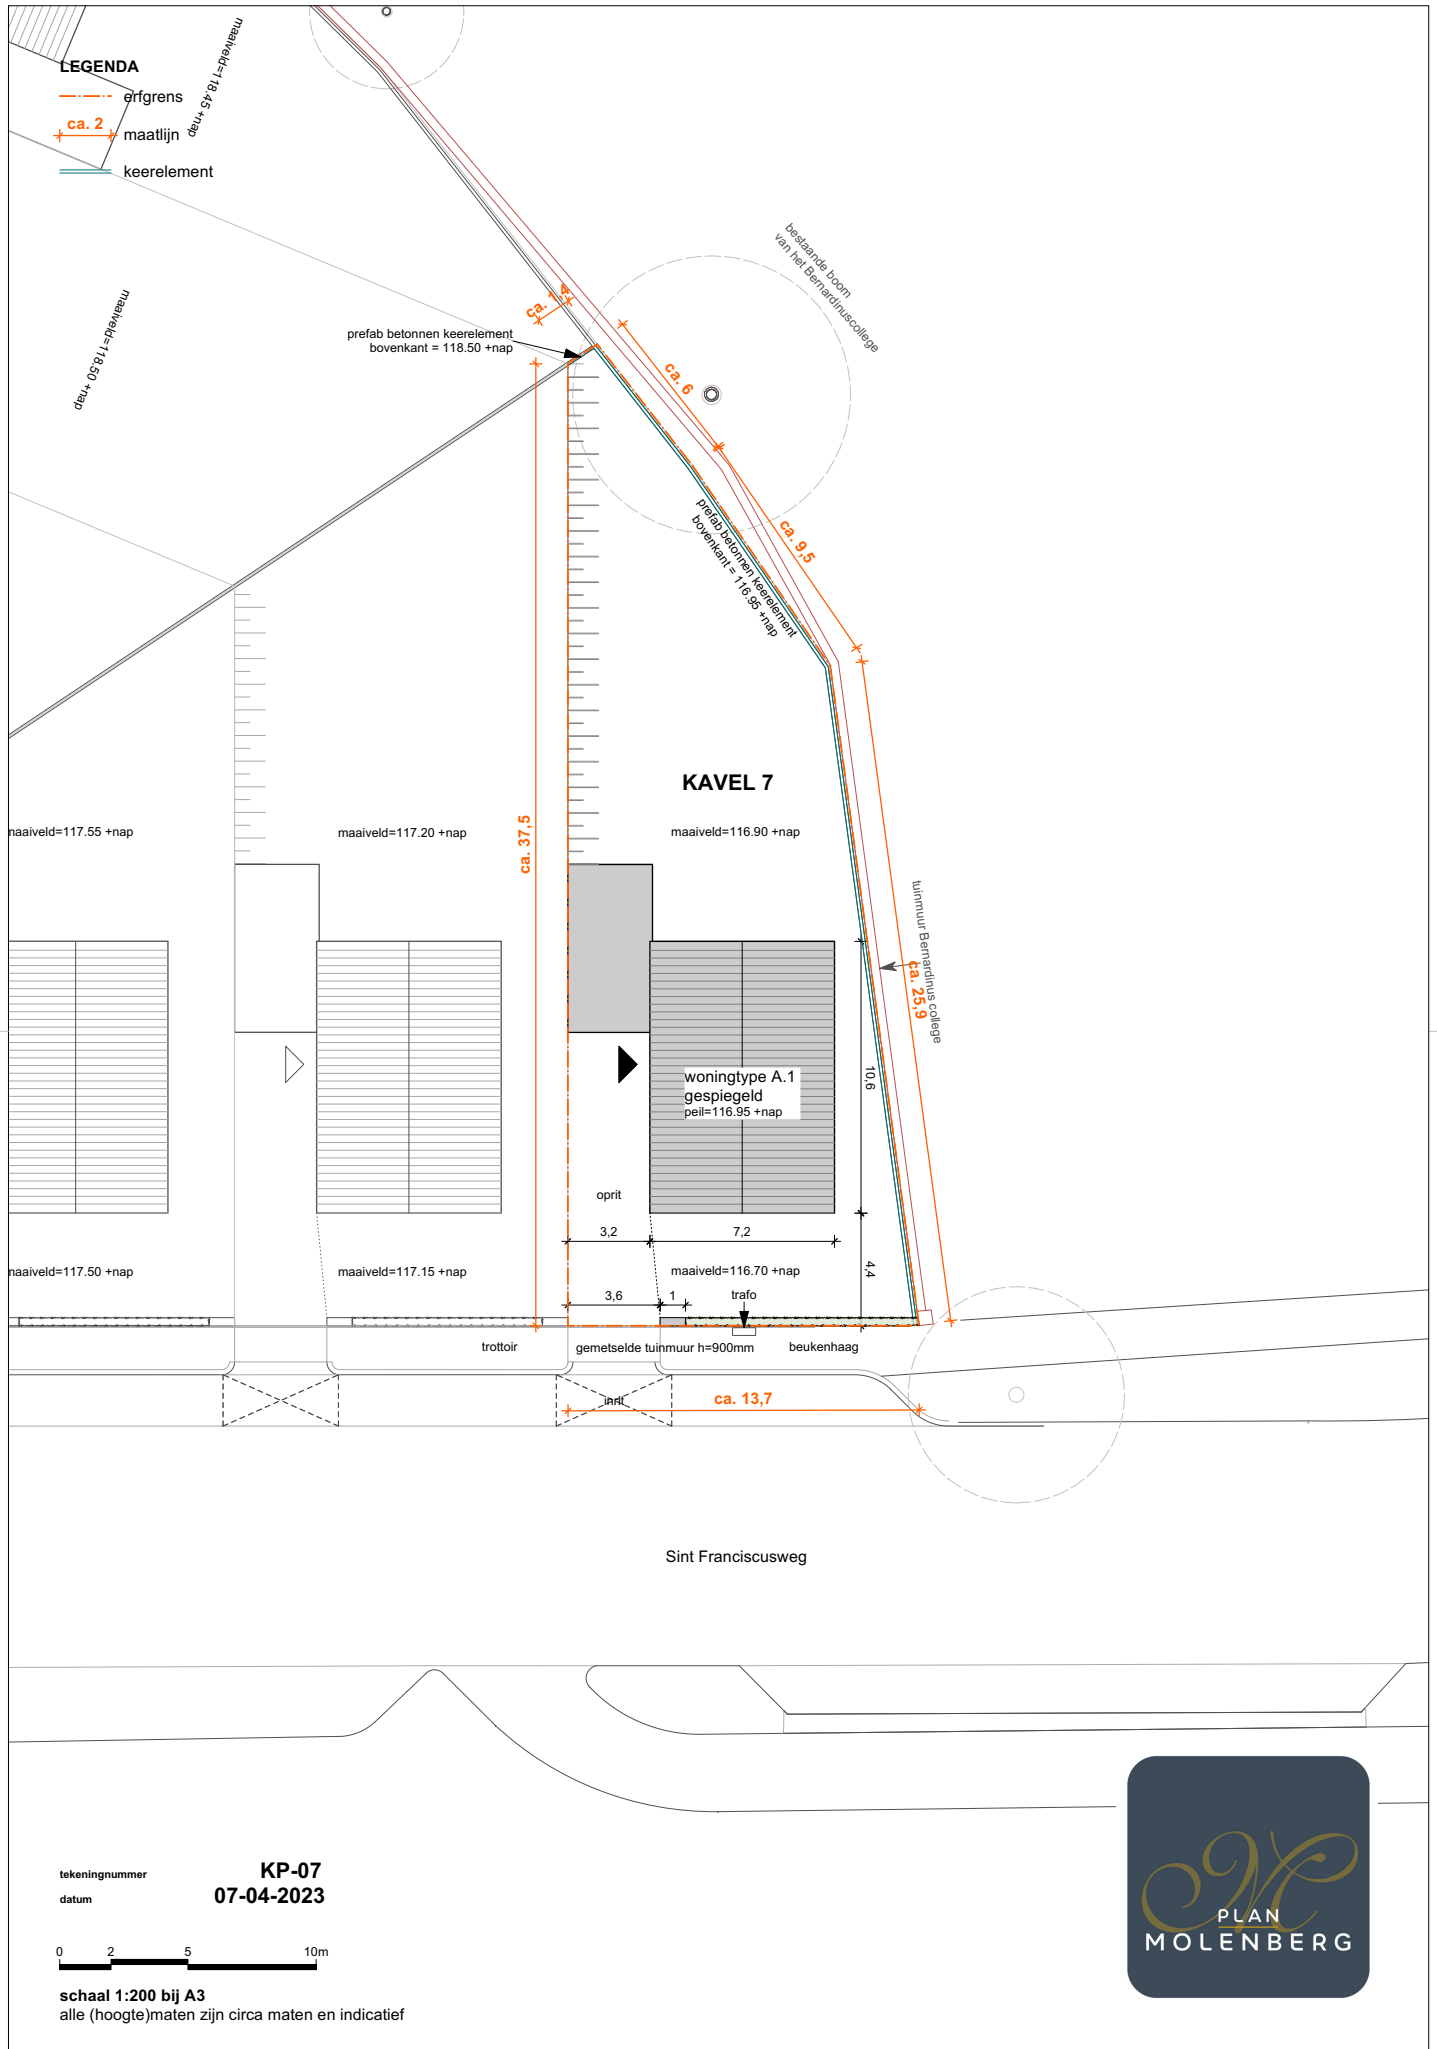 LEGENDA
erfgrens
ca. 2
maatlijn
keerelement
maaiveld=118.45 +nap
maaiveld=118.50 +nap
bestaande boom
van het Bernardinuscollege
ca. 1,4
prefab betonnen keerelement
bovenkant = 118.50 +nap
ca. 6
ca. 9,5
prefab betonnen keerelement
bovenkant = 116.95 +nap
KAVEL 7
maaiveld=117.55 +nap
maaiveld=117.20 +nap
ca. 37,5
maaiveld=116.90 +nap
tuinmuur Bernardinus college
ca. 25,9
10,6
woningtype A.1
gespiegeld
peil=116.95 +nap
oprit
3,2
7,2
4,4
maaiveld=117.50 +nap
maaiveld=117.15 +nap
maaiveld=116.70 +nap
3,6
1
trafo
trottoir
gemetselde tuinmuur h=900mm
beukenhaag
inrit
ca. 13,7
Sint Franciscusweg
tekeningnummer
KP-07
datum
07-04-2023
0 2 5 10m
schaal 1:200 bij A3
alle (hoogte)maten zijn circa maten en indicatief
PLAN
MOLENBERG